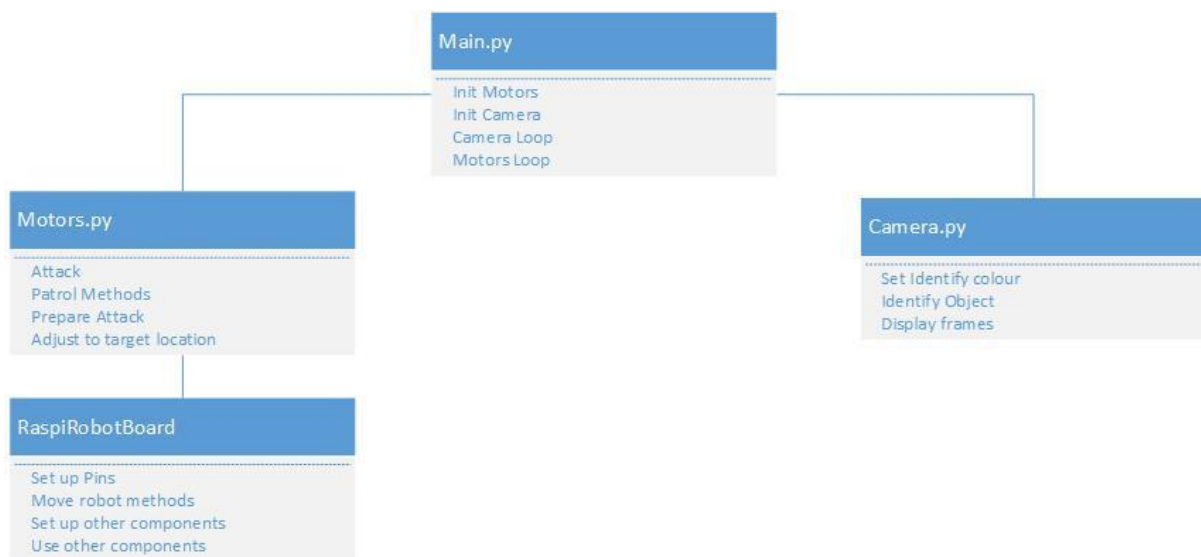 Main.py
Init Motors
Init Camera
Camera Loop
Motors Loop
Motors.py
Attack
Patrol Methods
Prepare Attack
Adjust to target location
Camera.py
Set Identify colour
Identify Object
Display frames
RaspiRobotBoard
Set up Pins
Move robot methods
Set up other components
Use other components